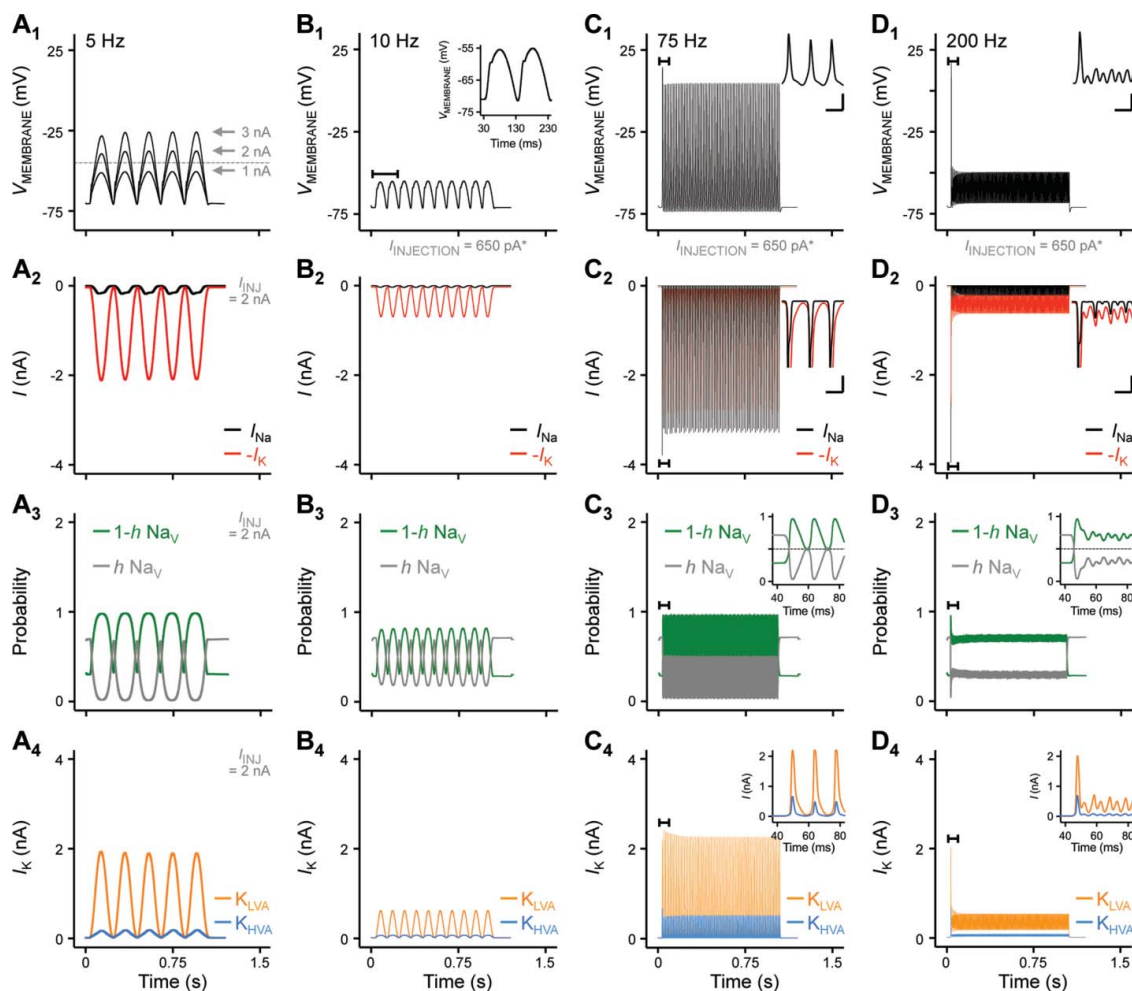 A1 B1 C1 D1
5 Hz 10 Hz 75 Hz 200 Hz
VMEMBRANE (mV)
25
-25
-75
3 nA
2 nA
1 nA
VMEMBRANE (mV)
25
-25
-75
VMEMBRANE (mV)
-55
-65
-75
30 130 230
Time (ms)
VMEMBRANE (mV)
25
-25
-75
VMEMBRANE (mV)
25
-25
-75
IINJECTION = 650 pA*
IINJECTION = 650 pA*
A2 B2 C2 D2
I (nA)
0
-2
-4
IINJ
= 2 nA
INa
-IK
I (nA)
0
-2
-4
INa
-IK
I (nA)
0
-2
-4
INa
-IK
I (nA)
0
-2
-4
INa
-IK
A3 B3 C3 D3
Probability
2
1
0
1-h NaV
h NaV
IINJ
= 2 nA
Probability
2
1
0
1-h NaV
h NaV
Probability
2
1
0
1-h NaV
h NaV
1
0
40 60 80
Time (ms)
Probability
2
1
0
1-h NaV
h NaV
1
0
40 60 80
Time (ms)
A4 B4 C4 D4
IK (nA)
4
2
0
IINJ
= 2 nA
KLVA
KHVA
0 0.75 1.5
Time (s)
IK (nA)
4
2
0
KLVA
KHVA
0 0.75 1.5
Time (s)
IK (nA)
4
2
0
I (nA)
2
1
0
40 60 80
Time (ms)
KLVA
KHVA
0 0.75 1.5
Time (s)
IK (nA)
4
2
0
I (nA)
2
1
0
40 60 80
Time (ms)
KLVA
KHVA
0 0.75 1.5
Time (s)